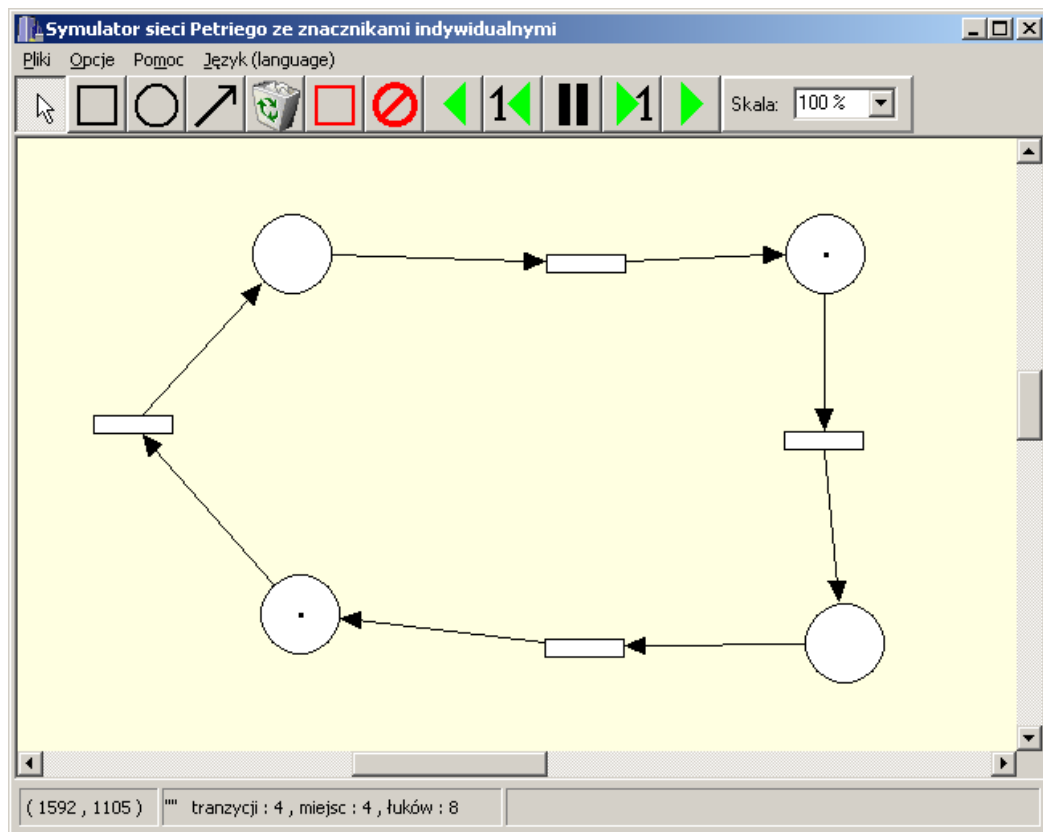 Symulator sieci Petriego ze znacznikami indywidualnymi
Pliki Opcje Pomoc Język (language)
1 1 Skala: 100 %
( 1592 , 1105 ) "" tranzycji : 4 , miejsc : 4 , łuków : 8